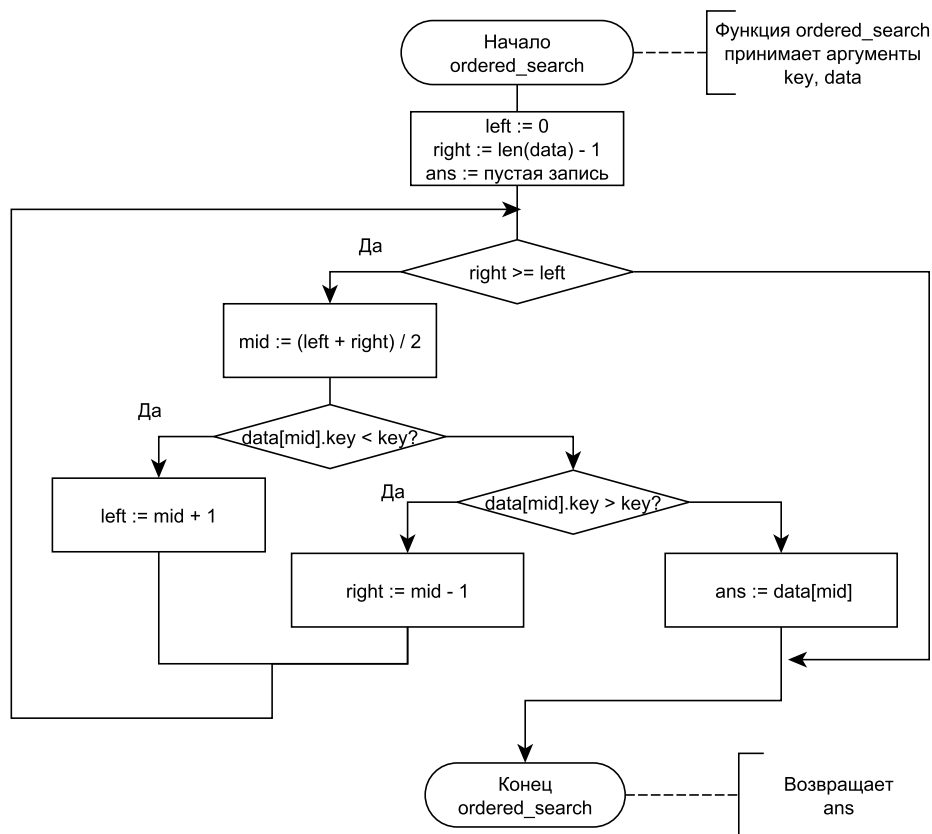 Начало
ordered_search
Функция ordered_search
принимает аргументы
key, data
left := 0
right := len(data) - 1
ans := пустая запись
Да
right >= left
mid := (left + right) / 2
Да
data[mid].key < key?
Да
data[mid].key > key?
left := mid + 1
right := mid - 1
ans := data[mid]
Конец
ordered_search
Возвращает
ans